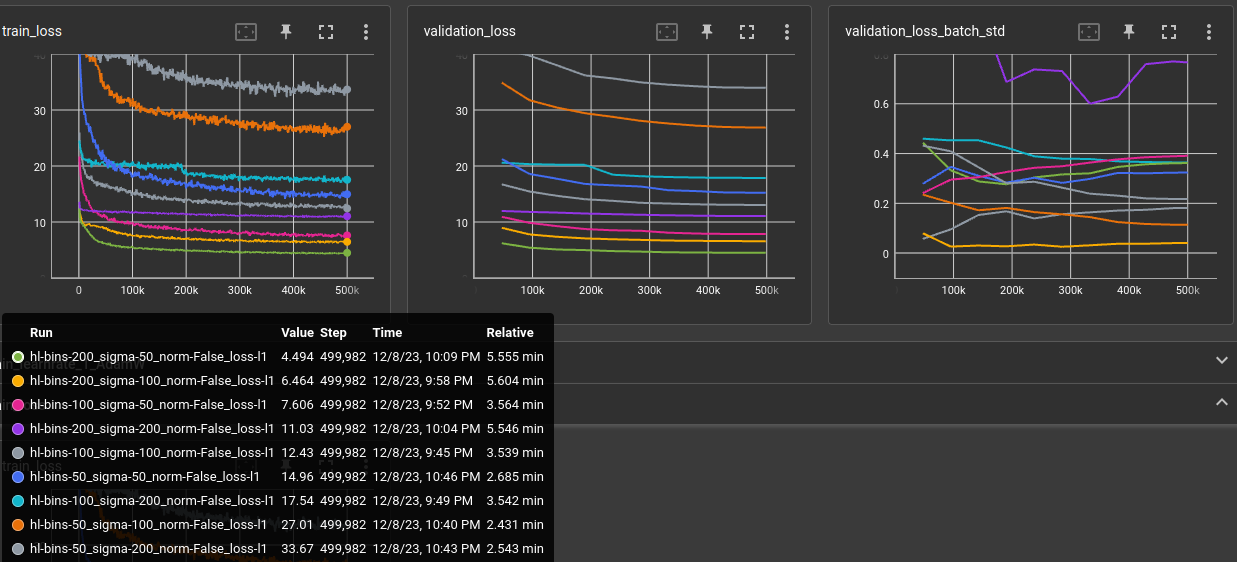 train_loss
validation_loss
validation_loss_batch_std
30
20
10
0
100k
200k
300k
400k
500k
30
20
10
100k
200k
300k
400k
500k
0.6
0.4
0.2
0
100k
200k
300k
400k
500k
Run Value Step Time Relative
hl-bins-200_sigma-50_norm-False_loss-l1 4.494 499,982 12/8/23, 10:09 PM 5.555 min
hl-bins-200_sigma-100_norm-False_loss-l1 6.464 499,982 12/8/23, 9:58 PM 5.604 min
hl-bins-100_sigma-50_norm-False_loss-l1 7.606 499,982 12/8/23, 9:52 PM 3.564 min
hl-bins-200_sigma-200_norm-False_loss-l1 11.03 499,982 12/8/23, 10:04 PM 5.546 min
hl-bins-100_sigma-100_norm-False_loss-l1 12.43 499,982 12/8/23, 9:45 PM 3.539 min
hl-bins-50_sigma-50_norm-False_loss-l1 14.96 499,982 12/8/23, 10:46 PM 2.685 min
hl-bins-100_sigma-200_norm-False_loss-l1 17.54 499,982 12/8/23, 9:49 PM 3.542 min
hl-bins-50_sigma-100_norm-False_loss-l1 27.01 499,982 12/8/23, 10:40 PM 2.431 min
hl-bins-50_sigma-200_norm-False_loss-l1 33.67 499,982 12/8/23, 10:43 PM 2.543 min
train_loss